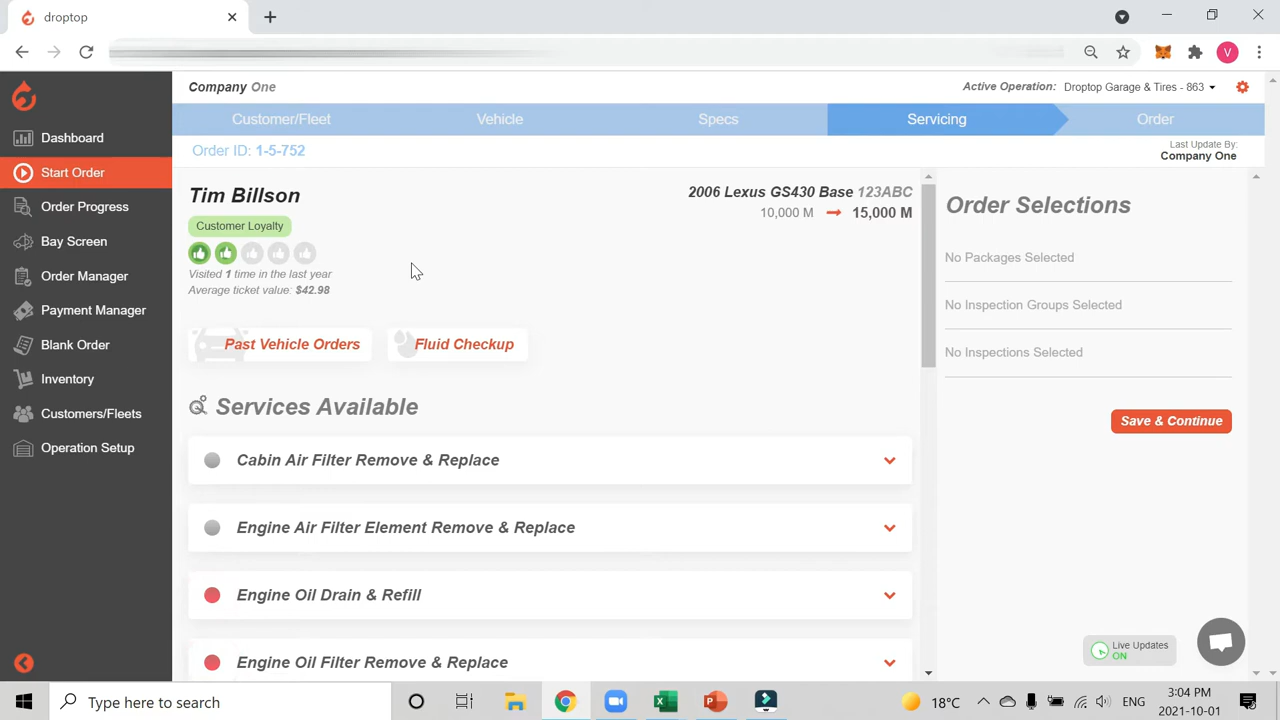 droptop
V
Company One
Active Operation: Droptop Garage & Tires - 863
Customer/Fleet
Vehicle
Specs
Servicing
Order
Order ID: 1-5-752
Last Update By:
Company One
Dashboard
Start Order
Order Progress
Bay Screen
Order Manager
Payment Manager
Blank Order
Inventory
Customers/Fleets
Operation Setup
Tim Billson
2006 Lexus GS430 Base 123ABC
10,000 M
15,000 M
Customer Loyalty
Visited 1 time in the last year
Average ticket value: $42.98
Past Vehicle Orders
Fluid Checkup
Services Available
Cabin Air Filter Remove & Replace
Engine Air Filter Element Remove & Replace
Engine Oil Drain & Refill
Engine Oil Filter Remove & Replace
Order Selections
No Packages Selected
No Inspection Groups Selected
No Inspections Selected
Save & Continue
Live Updates
ON
Type here to search
18°C
3:04 PM
2021-10-01